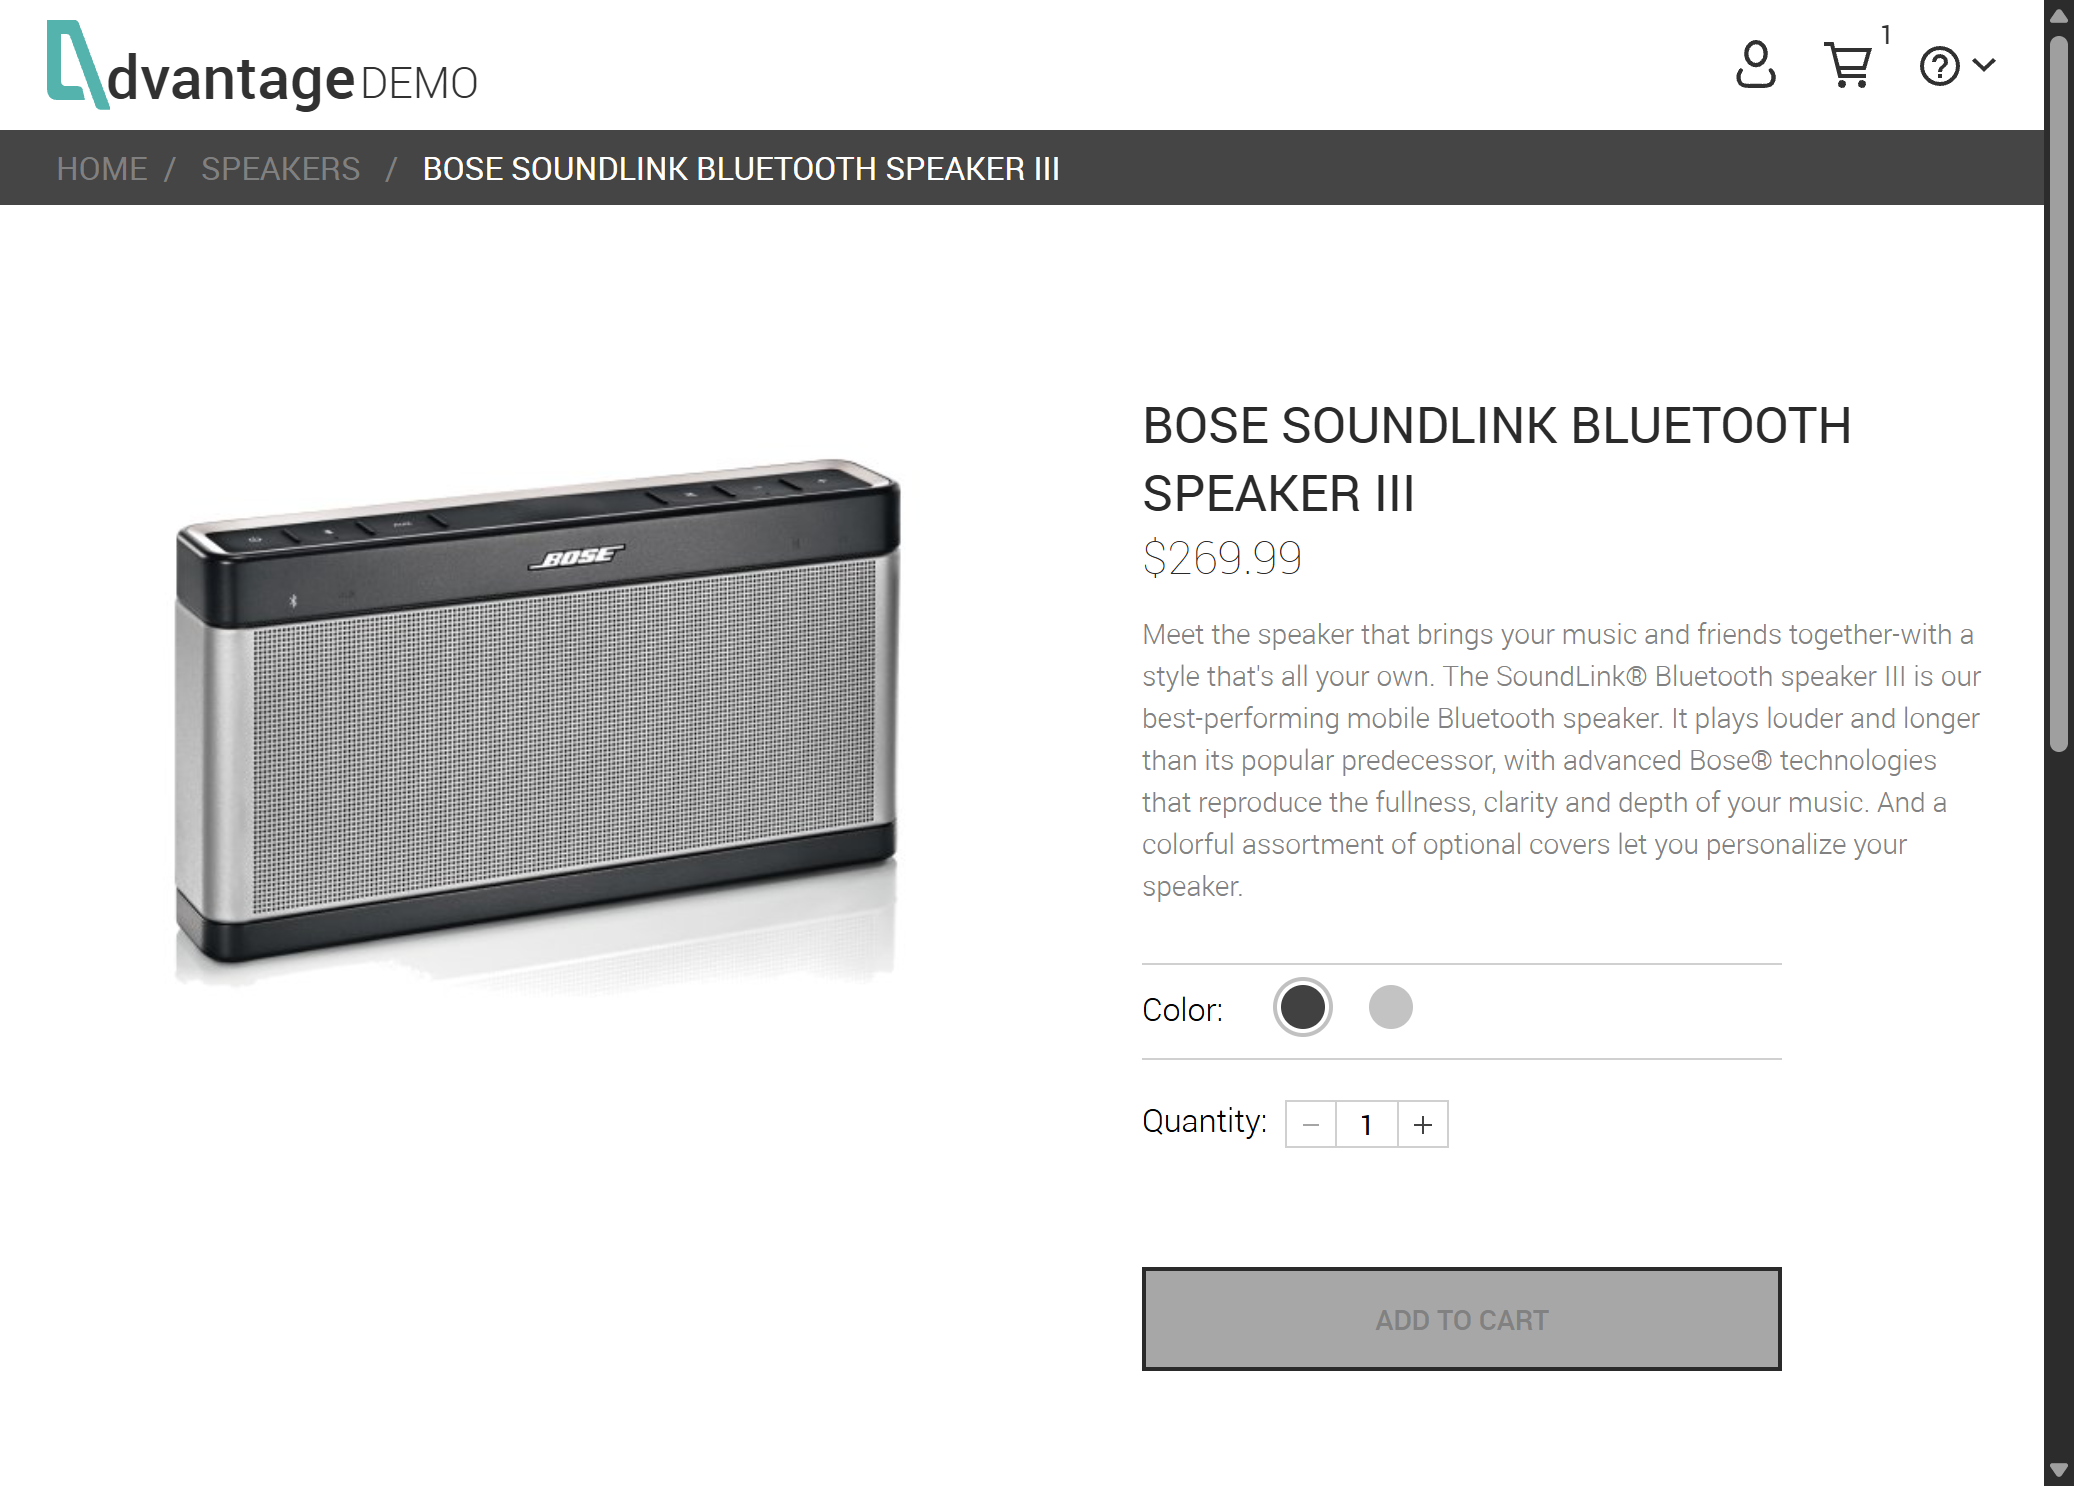 dvantage DEMO
1
HOME / SPEAKERS / BOSE SOUNDLINK BLUETOOTH SPEAKER III
BOSE
BOSE SOUNDLINK BLUETOOTH
SPEAKER III
$269.99
Meet the speaker that brings your music and friends together-with a
style that's all your own. The SoundLink® Bluetooth speaker III is our
best-performing mobile Bluetooth speaker. It plays louder and longer
than its popular predecessor, with advanced Bose® technologies
that reproduce the fullness, clarity and depth of your music. And a
colorful assortment of optional covers let you personalize your
speaker.
Color:
Quantity: − 1 +
ADD TO CART